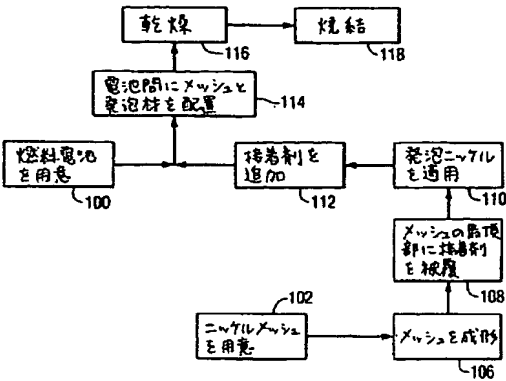 乾燥
116
焼結
118
電池間にメッシュと
発泡材を配置
114
燃料電池
を用意
100
接着剤を
追加
112
発泡ニッケル
を適用
110
メッシュの肩頂
部に接着剤
を被覆
108
102
ニッケルメッシュ
を用意
メッシュを成形
106